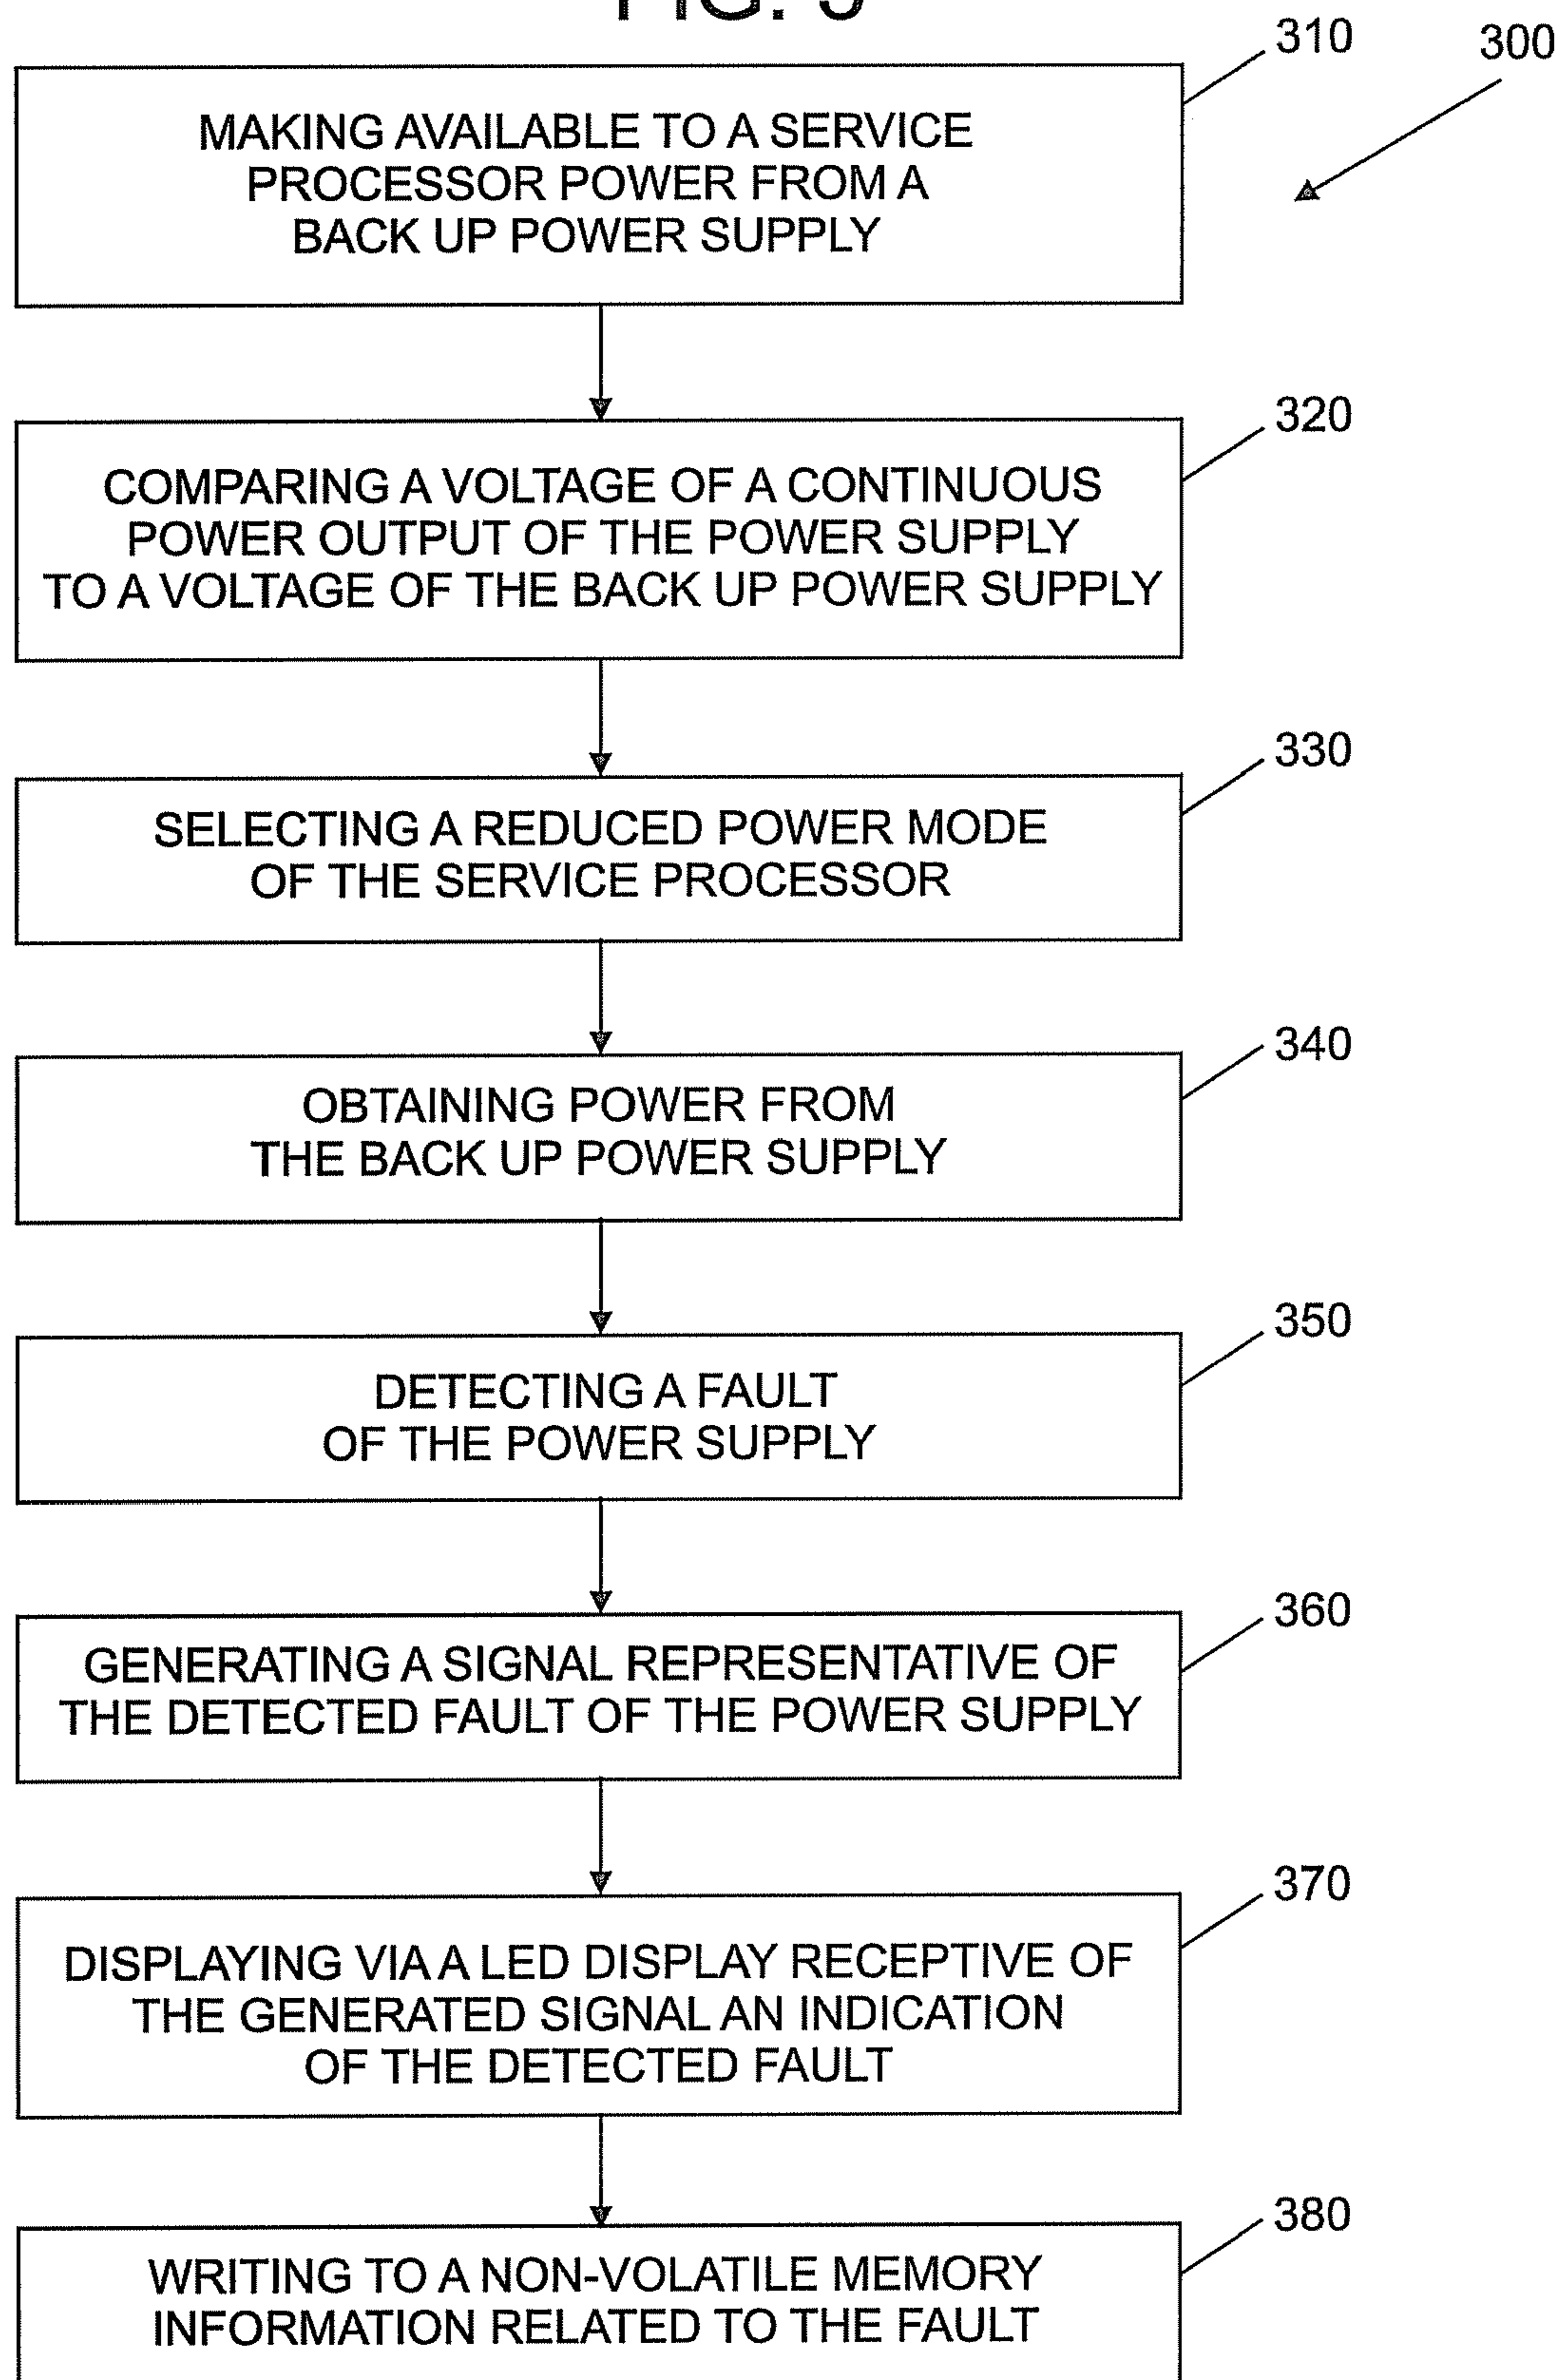 310
300
MAKING AVAILABLE TO A SERVICE
PROCESSOR POWER FROM A
BACK UP POWER SUPPLY
320
COMPARING A VOLTAGE OF A CONTINUOUS
POWER OUTPUT OF THE POWER SUPPLY
TO A VOLTAGE OF THE BACK UP POWER SUPPLY
330
SELECTING A REDUCED POWER MODE
OF THE SERVICE PROCESSOR
340
OBTAINING POWER FROM
THE BACK UP POWER SUPPLY
350
DETECTING A FAULT
OF THE POWER SUPPLY
360
GENERATING A SIGNAL REPRESENTATIVE OF
THE DETECTED FAULT OF THE POWER SUPPLY
370
DISPLAYING VIA A LED DISPLAY RECEPTIVE OF
THE GENERATED SIGNAL AN INDICATION
OF THE DETECTED FAULT
380
WRITING TO A NON-VOLATILE MEMORY
INFORMATION RELATED TO THE FAULT